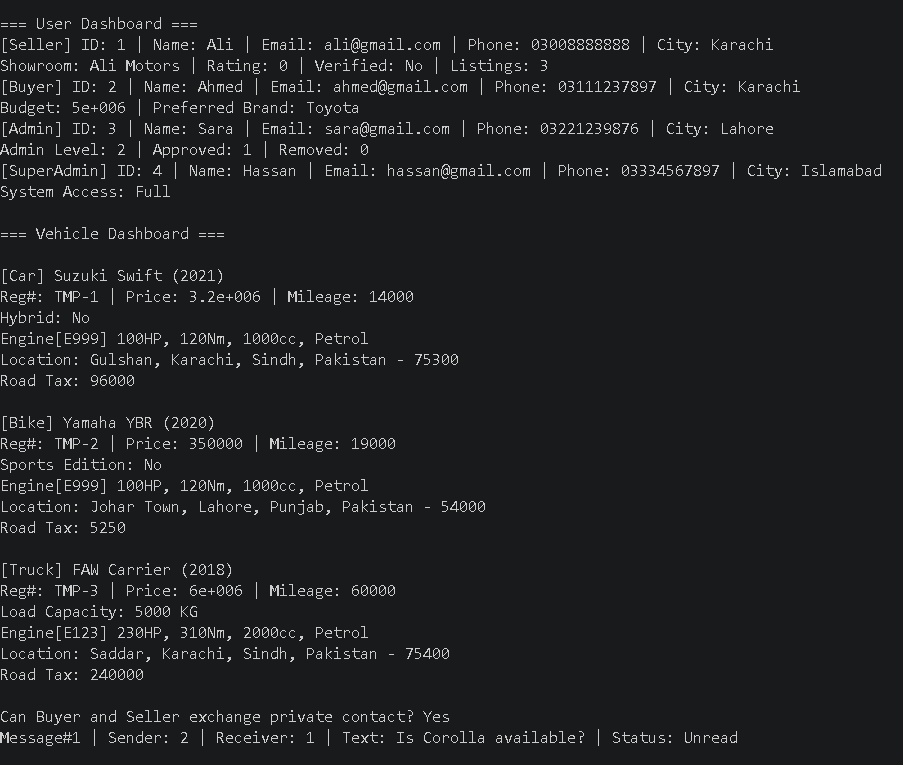 === User Dashboard ===
[Seller] ID: 1 | Name: Ali | Email: ali@gmail.com | Phone: 03008888888 | City: Karachi
Showroom: Ali Motors | Rating: 0 | Verified: No | Listings: 3
[Buyer] ID: 2 | Name: Ahmed | Email: ahmed@gmail.com | Phone: 03111237897 | City: Karachi
Budget: 5e+006 | Preferred Brand: Toyota
[Admin] ID: 3 | Name: Sara | Email: sara@gmail.com | Phone: 03221239876 | City: Lahore
Admin Level: 2 | Approved: 1 | Removed: 0
[SuperAdmin] ID: 4 | Name: Hassan | Email: hassan@gmail.com | Phone: 03334567897 | City: Islamabad
System Access: Full
=== Vehicle Dashboard ===
[Car] Suzuki Swift (2021)
Reg#: TMP-1 | Price: 3.2e+006 | Mileage: 14000
Hybrid: No
Engine[E999] 100HP, 120Nm, 1000cc, Petrol
Location: Gulshan, Karachi, Sindh, Pakistan - 75300
Road Tax: 96000
[Bike] Yamaha YBR (2020)
Reg#: TMP-2 | Price: 350000 | Mileage: 19000
Sports Edition: No
Engine[E999] 100HP, 120Nm, 1000cc, Petrol
Location: Johar Town, Lahore, Punjab, Pakistan - 54000
Road Tax: 5250
[Truck] FAW Carrier (2018)
Reg#: TMP-3 | Price: 6e+006 | Mileage: 60000
Load Capacity: 5000 KG
Engine[E123] 230HP, 310Nm, 2000cc, Petrol
Location: Saddar, Karachi, Sindh, Pakistan - 75400
Road Tax: 240000
Can Buyer and Seller exchange private contact? Yes
Message#1 | Sender: 2 | Receiver: 1 | Text: Is Corolla available? | Status: Unread